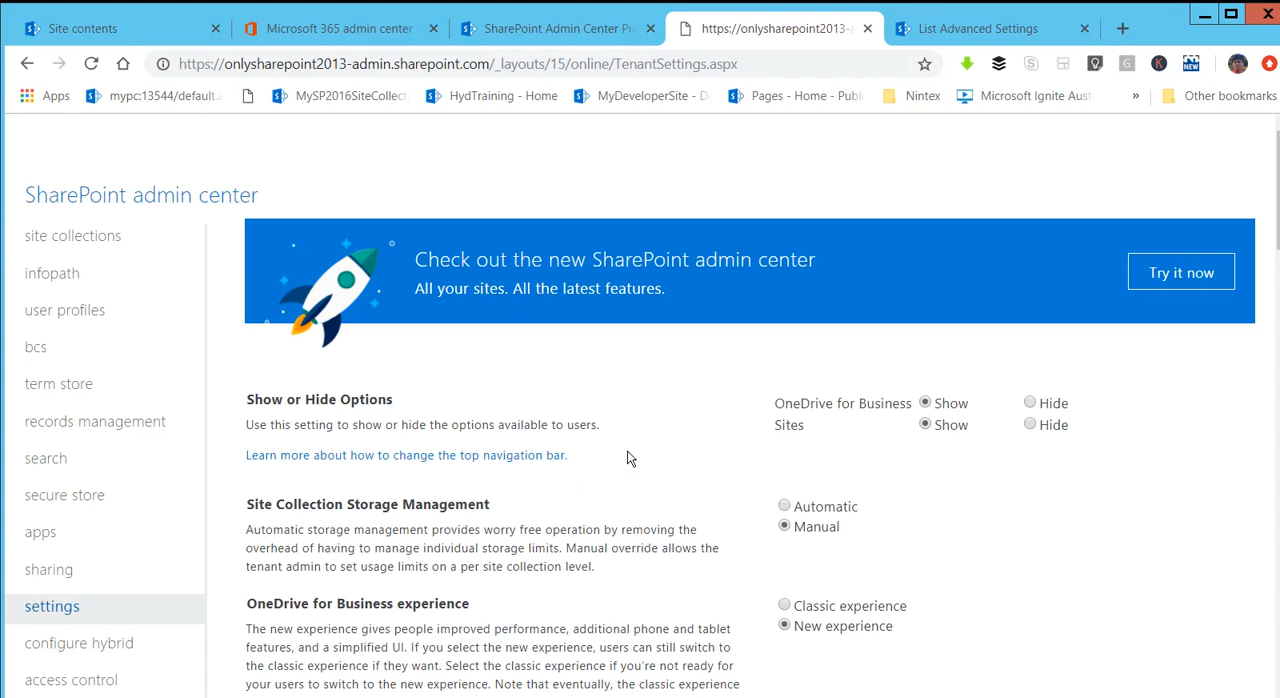 Site contents
Microsoft 365 admin center -
SharePoint Admin Center Pr
https://onlysharepoint2013-a
List Advanced Settings
https://onlysharepoint2013-admin.sharepoint.com/_layouts/15/online/TenantSettings.aspx
NEW
Apps
mypc:13544/default.
MySP2016SiteCollect
HydTraining - Home
MyDeveloperSite - D
Pages - Home - Publi
Nintex
Microsoft Ignite Aust
»
Other bookmarks
SharePoint admin center
site collections
infopath
user profiles
bcs
term store
records management
search
secure store
apps
sharing
settings
configure hybrid
access control
Check out the new SharePoint admin center
All your sites. All the latest features.
Try it now
Show or Hide Options
Use this setting to show or hide the options available to users.
Learn more about how to change the top navigation bar.
OneDrive for Business Show Hide
Sites Show Hide
Site Collection Storage Management
Automatic storage management provides worry free operation by removing the
overhead of having to manage individual storage limits. Manual override allows the
tenant admin to set usage limits on a per site collection level.
Automatic
Manual
OneDrive for Business experience
The new experience gives people improved performance, additional phone and tablet
features, and a simplified UI. If you select the new experience, users can still switch to
the classic experience if they want. Select the classic experience if you're not ready for
your users to switch to the new experience. Note that eventually, the classic experience
Classic experience
New experience